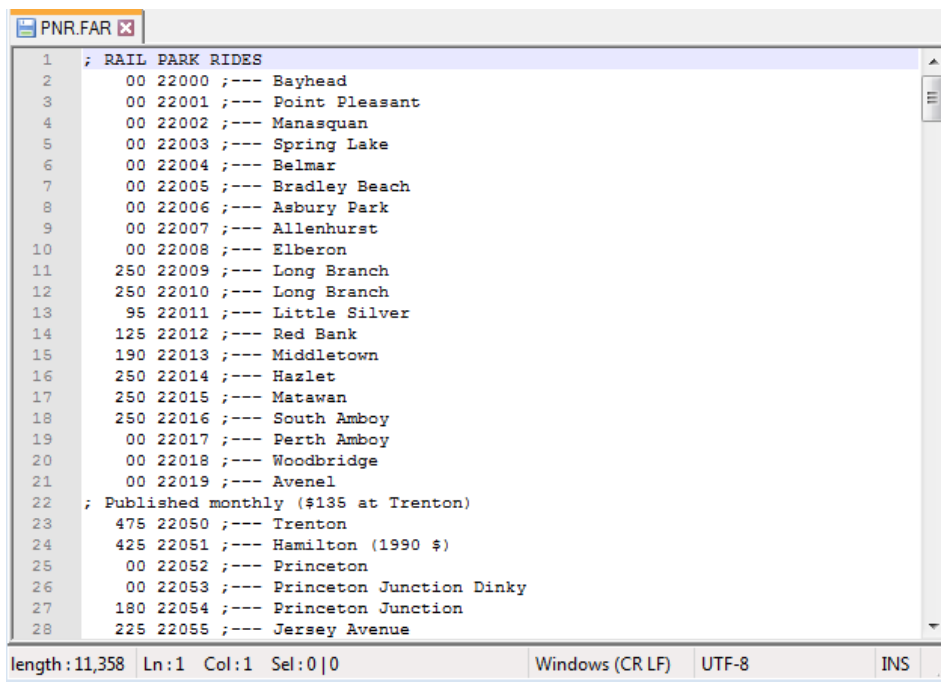 PNR.FAR
1 ; RAIL PARK RIDES
2 00 22000 ;--- Bayhead
3 00 22001 ;--- Point Pleasant
4 00 22002 ;--- Manasquan
5 00 22003 ;--- Spring Lake
6 00 22004 ;--- Belmar
7 00 22005 ;--- Bradley Beach
8 00 22006 ;--- Asbury Park
9 00 22007 ;--- Allenhurst
10 00 22008 ;--- Elberon
11 250 22009 ;--- Long Branch
12 250 22010 ;--- Long Branch
13 95 22011 ;--- Little Silver
14 125 22012 ;--- Red Bank
15 190 22013 ;--- Middletown
16 250 22014 ;--- Hazlet
17 250 22015 ;--- Matawan
18 250 22016 ;--- South Amboy
19 00 22017 ;--- Perth Amboy
20 00 22018 ;--- Woodbridge
21 00 22019 ;--- Avenel
22 ; Published monthly ($135 at Trenton)
23 475 22050 ;--- Trenton
24 425 22051 ;--- Hamilton (1990 $)
25 00 22052 ;--- Princeton
26 00 22053 ;--- Princeton Junction Dinky
27 180 22054 ;--- Princeton Junction
28 225 22055 ;--- Jersey Avenue
length : 11,358 Ln : 1 Col : 1 Sel : 0 | 0 Windows (CR LF) UTF-8 INS